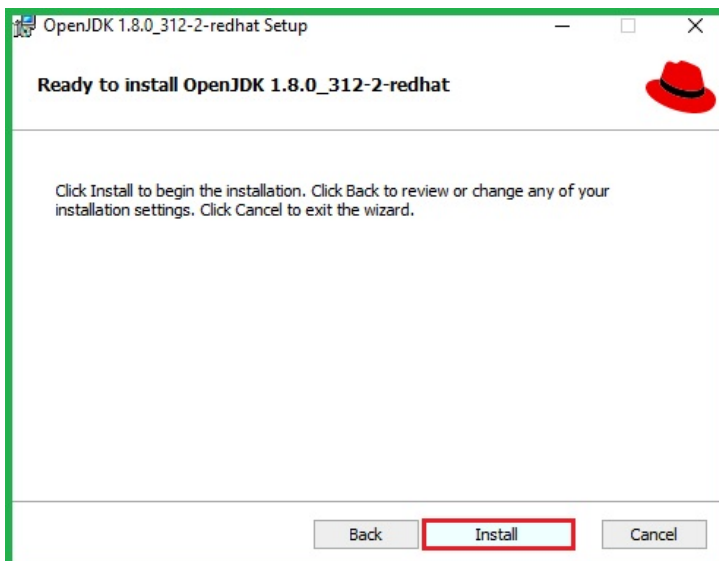 OpenJDK 1.8.0_312-2-redhat Setup
Ready to install OpenJDK 1.8.0_312-2-redhat
Click Install to begin the installation. Click Back to review or change any of your
installation settings. Click Cancel to exit the wizard.
Back Install Cancel